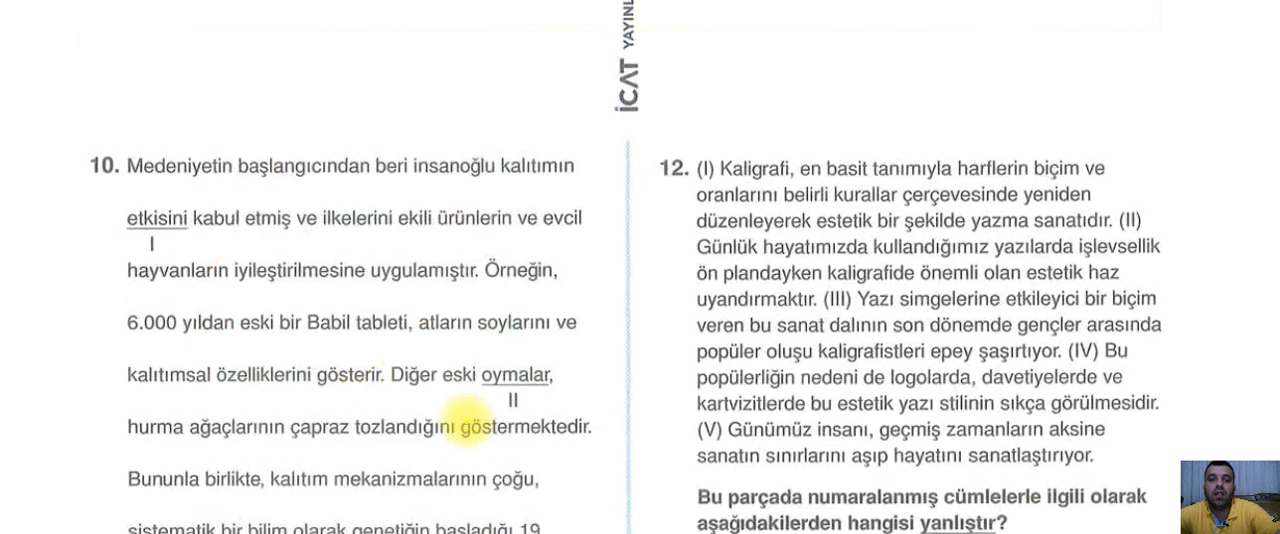 İCAT YAYINL
10. Medeniyetin başlangıcından beri insanoğlu kalıtımın
etkisini kabul etmiş ve ilkelerini ekili ürünlerin ve evcil
I
hayvanların iyileştirilmesine uygulamıştır. Örneğin,
6.000 yıldan eski bir Babil tableti, atların soylarını ve
kalıtımsal özelliklerini gösterir. Diğer eski oymalar,
II
hurma ağaçlarının çapraz tozlandığını göstermektedir.
Bununla birlikte, kalıtım mekanizmalarının çoğu,
sistematik bir bilim olarak genetiğin başladığı 19.
12. (I) Kaligrafi, en basit tanımıyla harflerin biçim ve
oranlarını belirli kurallar çerçevesinde yeniden
düzenleyerek estetik bir şekilde yazma sanatıdır. (II)
Günlük hayatımızda kullandığımız yazılarda işlevsellik
ön plandayken kaligrafide önemli olan estetik haz
uyandırmaktır. (III) Yazı simgelerine etkileyici bir biçim
veren bu sanat dalının son dönemde gençler arasında
popüler oluşu kaligrafistleri epey şaşırtıyor. (IV) Bu
popülerliğin nedeni de logolarda, davetiyelerde ve
kartvizitlerde bu estetik yazı stilinin sıkça görülmesidir.
(V) Günümüz insanı, geçmiş zamanların aksine
sanatın sınırlarını aşıp hayatını sanatlaştırıyor.
Bu parçada numaralanmış cümlelerle ilgili olarak
aşağıdakilerden hangisi yanlıştır?